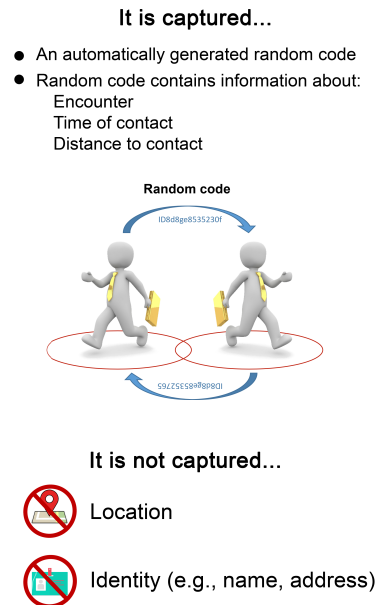 It is captured...
An automatically generated random code
Random code contains information about:
Encounter
Time of contact
Distance to contact
Random code
ID8d8ge8535230f
ID8d8ge85352765
It is not captured...
Location
Identity (e.g., name, address)